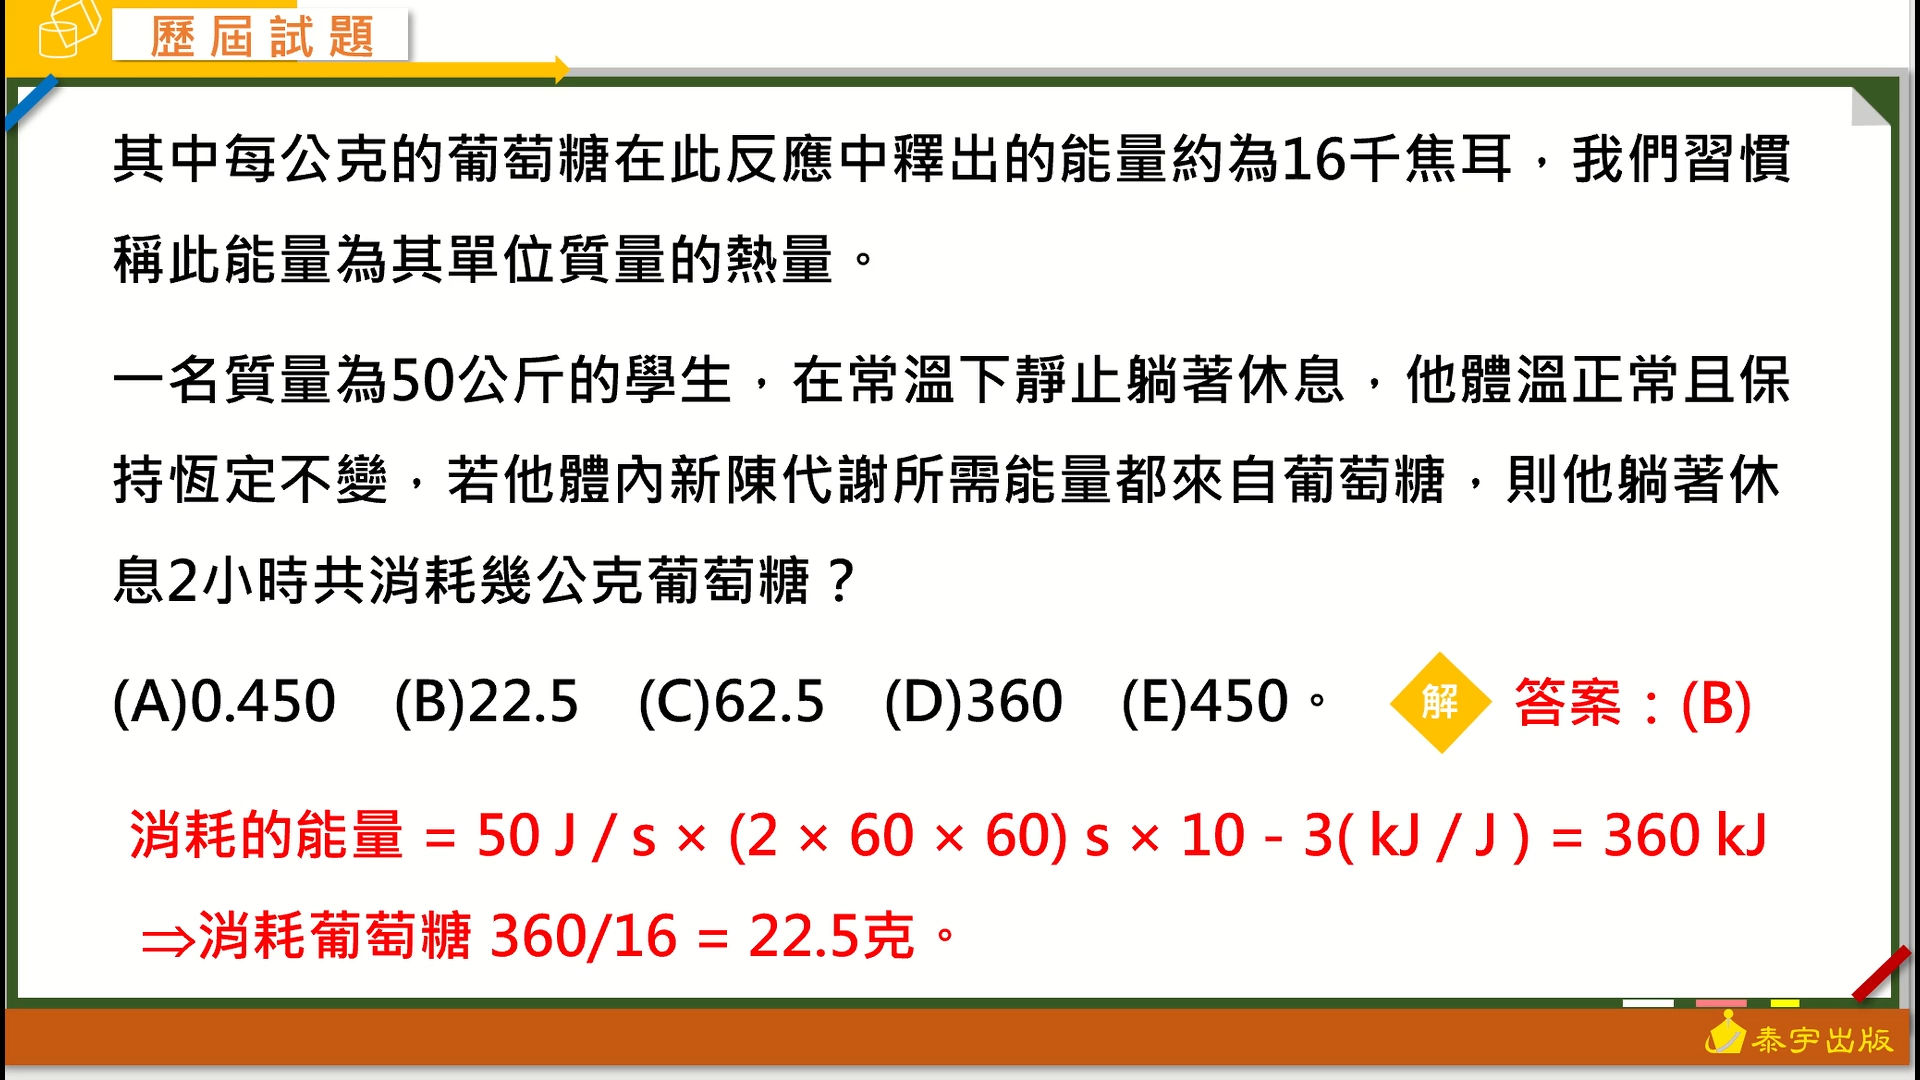 歷屆試題
其中每公克的葡萄糖在此反應中釋出的能量約為16千焦耳，我們習慣
稱此能量為其單位質量的熱量。
一名質量為50公斤的學生，在常溫下靜止躺著休息，他體溫正常且保
持恆定不變，若他體內新陳代謝所需能量都來自葡萄糖，則他躺著休
息2小時共消耗幾公克葡萄糖？
(A)0.450 (B)22.5 (C)62.5 (D)360 (E)450。 解 答案：(B)
消耗的能量 = 50 J / s × (2 × 60 × 60) s × 10 - 3( kJ / J ) = 360 kJ
⇒消耗葡萄糖 360/16 = 22.5克。
泰宇出版